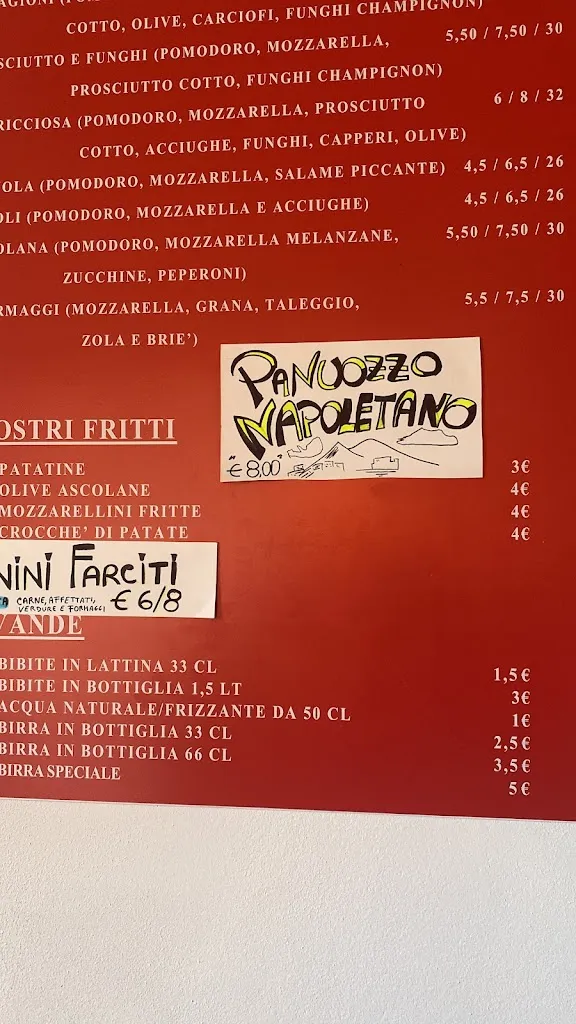 COTTO, OLIVE, CARCIOFI, FUNGHI CHAMPIGNON)
SCIUTTO E FUNGHI (POMODORO, MOZZARELLA, 5,50 / 7,50 / 30
PROSCIUTTO COTTO, FUNGHI CHAMPIGNON)
RICCIOSA (POMODORO, MOZZARELLA, PROSCIUTTO 6 / 8 / 32
COTTO, ACCIUGHE, FUNGHI, CAPPERI, OLIVE)
OLA (POMODORO, MOZZARELLA, SALAME PICCANTE) 4,5 / 6,5 / 26
OLI (POMODORO, MOZZARELLA E ACCIUGHE) 4,5 / 6,5 / 26
OLANA (POMODORO, MOZZARELLA MELANZANE, 5,50 / 7,50 / 30
ZUCCHINE, PEPERONI)
RMAGGI (MOZZARELLA, GRANA, TALEGGIO, 5,5 / 7,5 / 30
ZOLA E BRIE')
PANUOZZO
NAPOLETANO
"€ 8,00"
OSTRI FRITTI
PATATINE 3€
OLIVE ASCOLANE 4€
MOZZARELLINI FRITTE 4€
CROCCHE' DI PATATE 4€
NINI FARCITI
CARNE, AFFETTATI,
VERDURE E FORMAGGI € 6/8
VANDE
BIBITE IN LATTINA 33 CL 1,5€
BIBITE IN BOTTIGLIA 1,5 LT 3€
ACQUA NATURALE/FRIZZANTE DA 50 CL 1€
BIRRA IN BOTTIGLIA 33 CL 2,5€
BIRRA IN BOTTIGLIA 66 CL 3,5€
BIRRA SPECIALE 5€